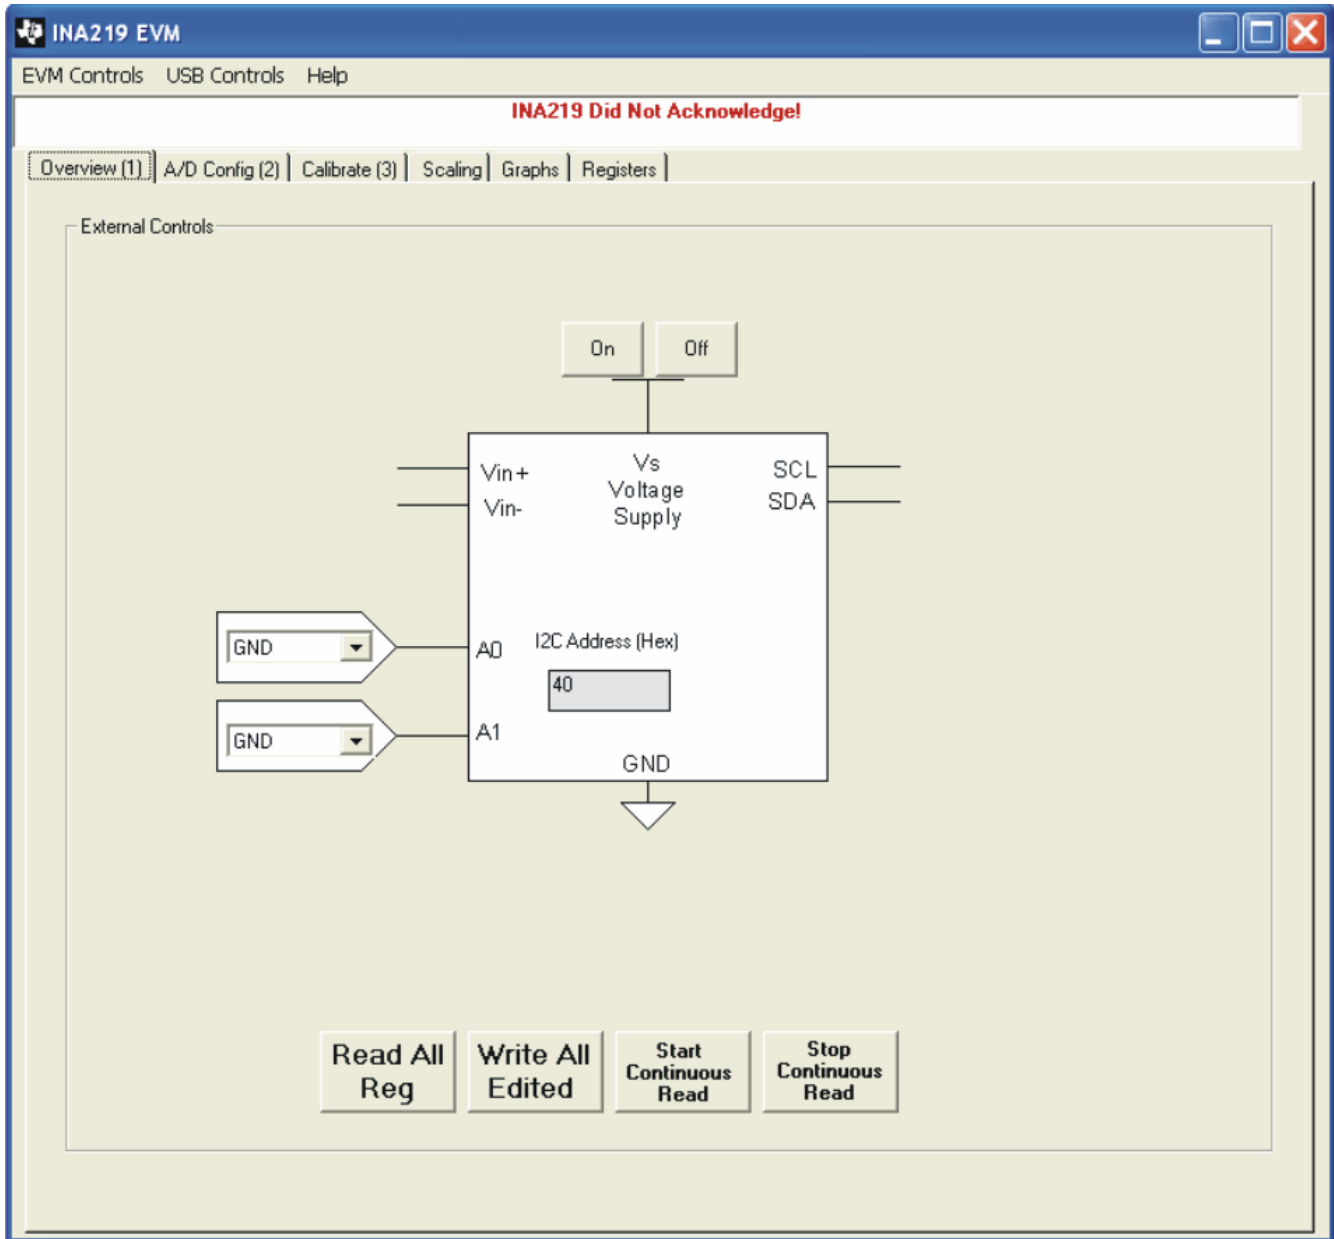 INA219 EVM
EVM Controls USB Controls Help
INA219 Did Not Acknowledge!
Overview (1) A/D Config (2) Calibrate (3) Scaling Graphs Registers
External Controls
On Off
Vin+ Vs SCL
Voltage
Vin- Supply SDA
GND A0 I2C Address (Hex)
40
GND A1
GND
Read All
Reg
Write All
Edited
Start
Continuous
Read
Stop
Continuous
Read